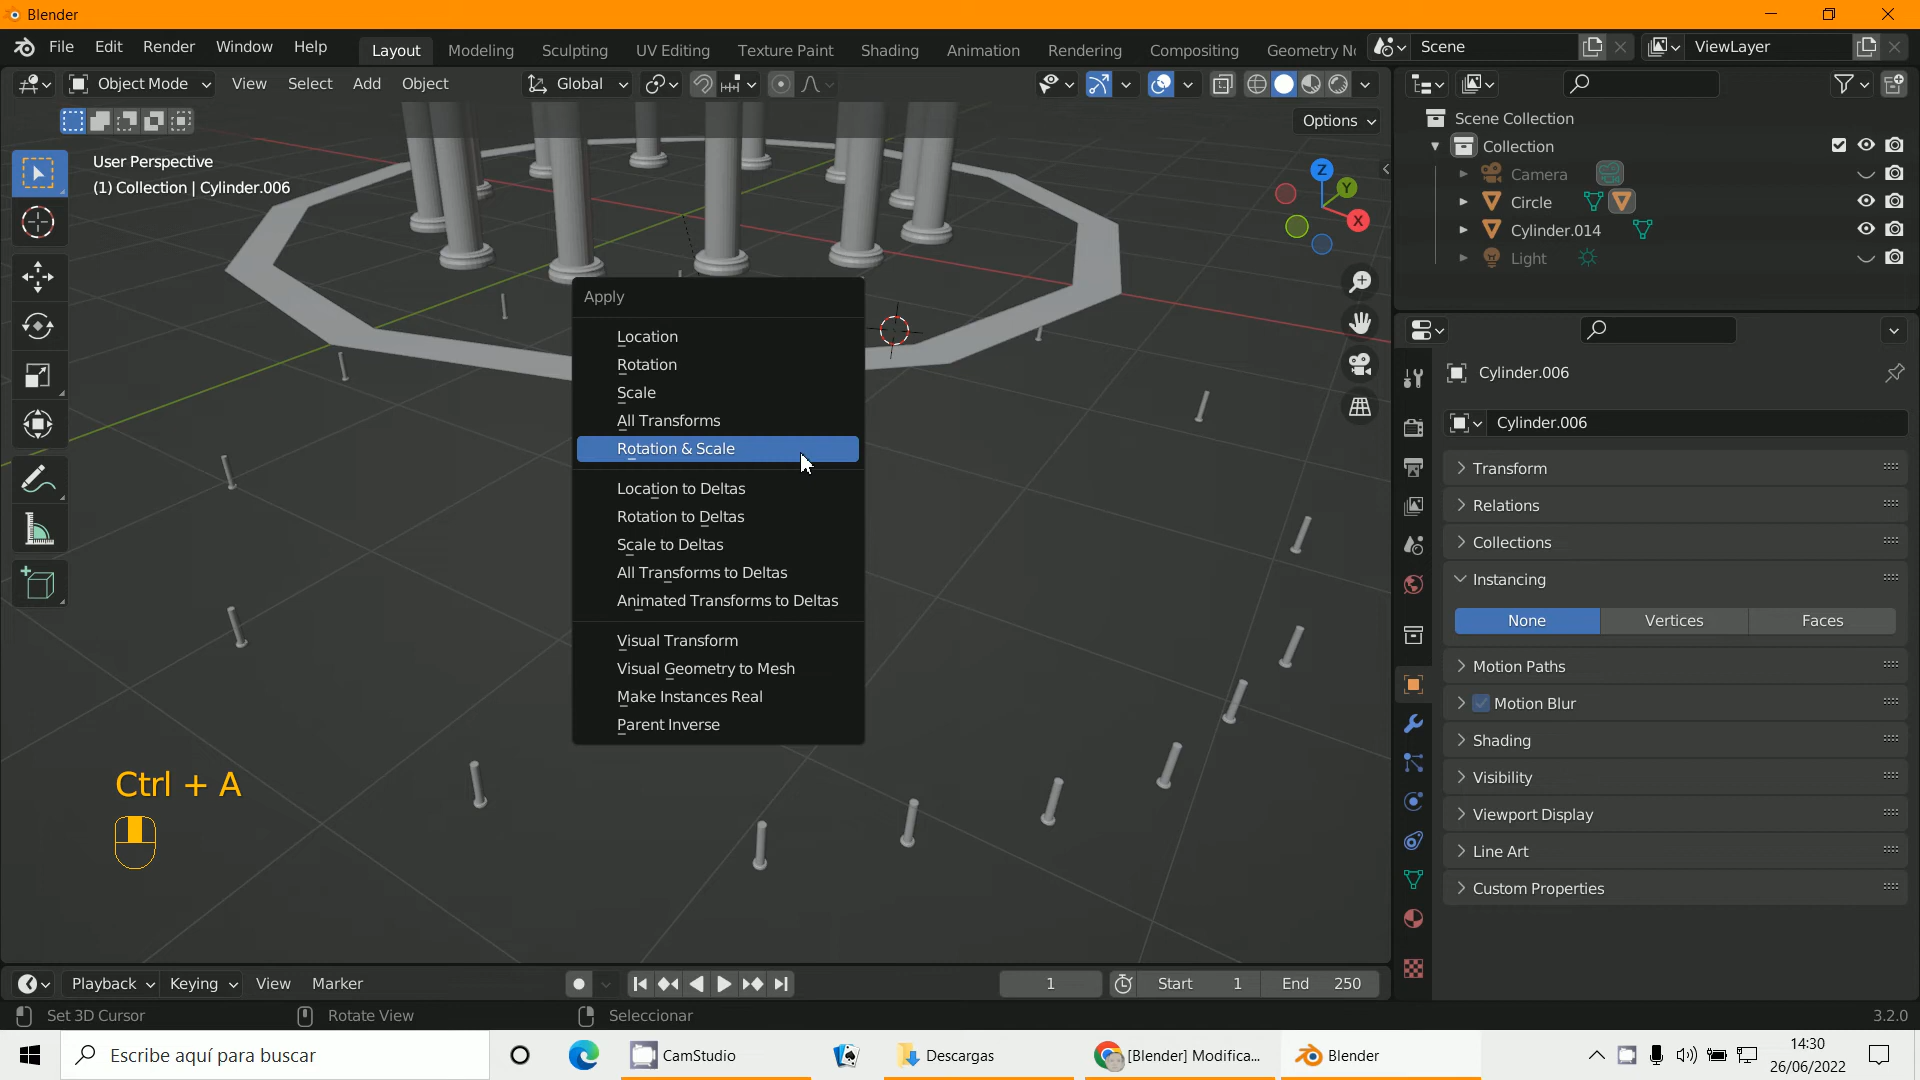 Blender
File Edit Render Window Help
Layout Modeling Sculpting UV Editing Texture Paint Shading Animation Rendering Compositing Geometry No
Scene
ViewLayer
Object Mode View Select Add Object
Global
Options
User Perspective
(1) Collection | Cylinder.006
Z
Y
X
Scene Collection
Collection
Camera
Circle
Cylinder.014
Light
Cylinder.006
Cylinder.006
Transform
Relations
Collections
Instancing
None Vertices Faces
Motion Paths
Motion Blur
Shading
Visibility
Viewport Display
Line Art
Custom Properties
Apply
Location
Rotation
Scale
All Transforms
Rotation & Scale
Location to Deltas
Rotation to Deltas
Scale to Deltas
All Transforms to Deltas
Animated Transforms to Deltas
Visual Transform
Visual Geometry to Mesh
Make Instances Real
Parent Inverse
Ctrl + A
Playback Keying View Marker
1
Start 1
End 250
Set 3D Cursor
Rotate View
Seleccionar
3.2.0
Escribe aquí para buscar
CamStudio
Descargas
[Blender] Modifica...
Blender
14:30
26/06/2022